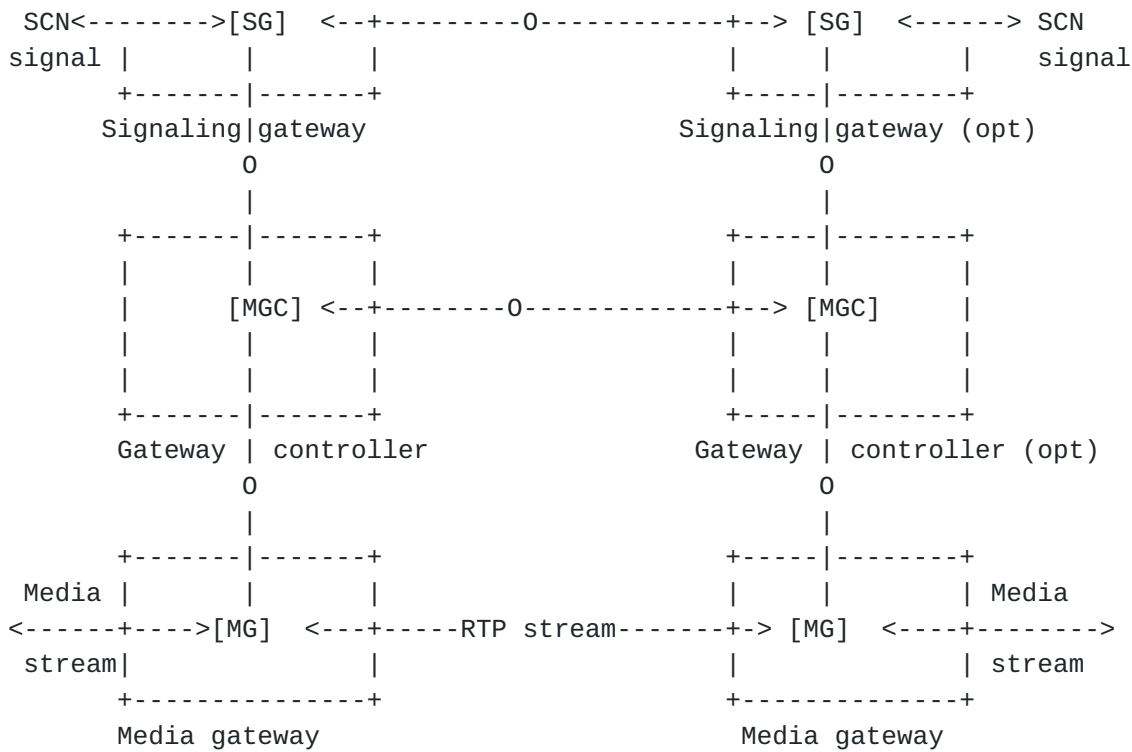 SCN<-------->[SG]  <--+---------O------------+--> [SG]  <------> SCN
signal |       |       |                      |     |        |    signal
       +-------|-------+                      +-----|--------+
      Signaling|gateway                    Signaling|gateway (opt)
               O                                    O
               |                                    |
       +-------|-------+                      +-----|--------+
       |       |       |                      |     |        |
       |      [MGC] <--+--------O-------------+--> [MGC]     |
       |       |       |                      |     |        |
       |       |       |                      |     |        |
       +-------|-------+                      +-----|--------+
       Gateway | controller                 Gateway | controller (opt)
               O                                    O
               |                                    |
       +-------|-------+                      +-----|--------+
 Media |       |       |                      |     |        | Media
<------+---->[MG]  <---+-----RTP stream-------+-> [MG]  <----+-------->
 stream|               |                      |              | stream
       +---------------+                      +--------------+
       Media gateway                           Media gateway